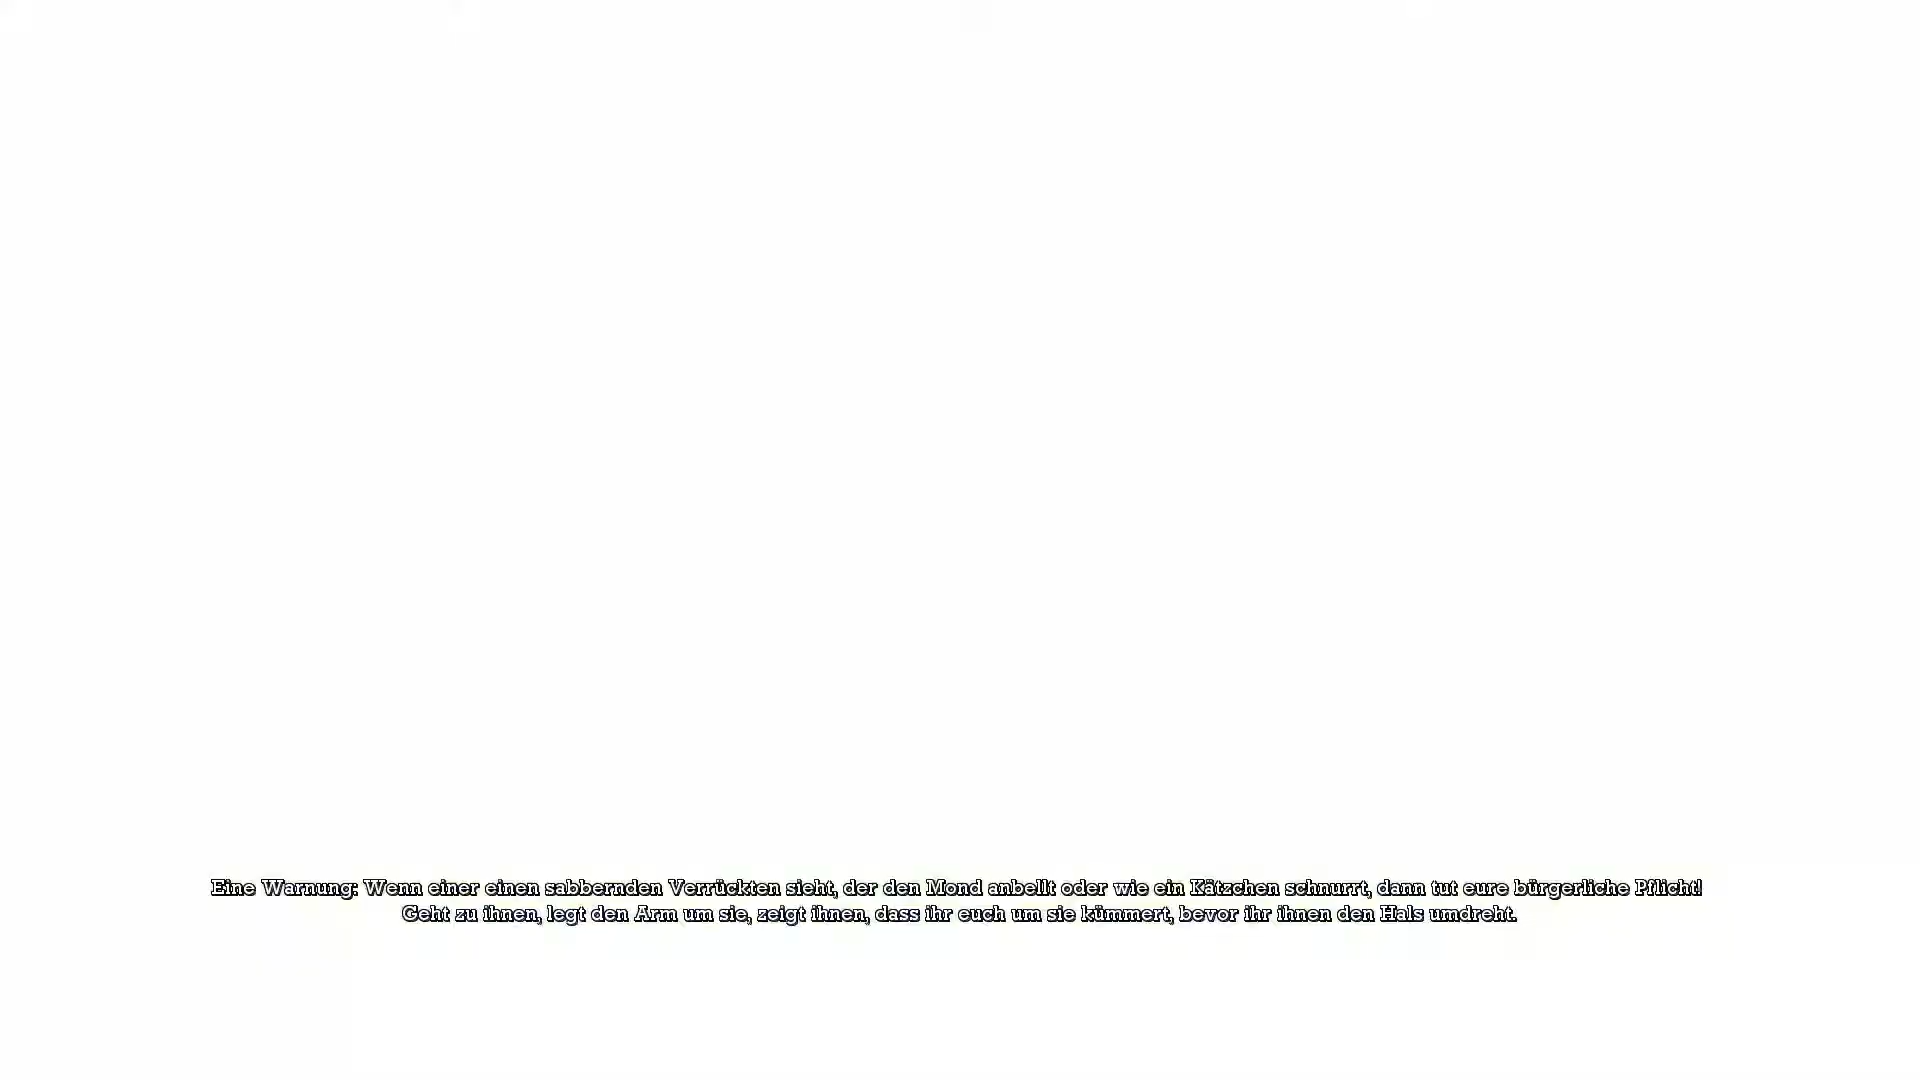 Eine Warnung: Wenn einer einen sabbernden Verrückten sieht, der den Mond anbellt oder wie ein Kätzchen schnurrt, dann tut eure bürgerliche Pflicht!
Geht zu ihnen, legt den Arm um sie, zeigt ihnen, dass ihr euch um sie kümmert, bevor ihr ihnen den Hals umdreht.